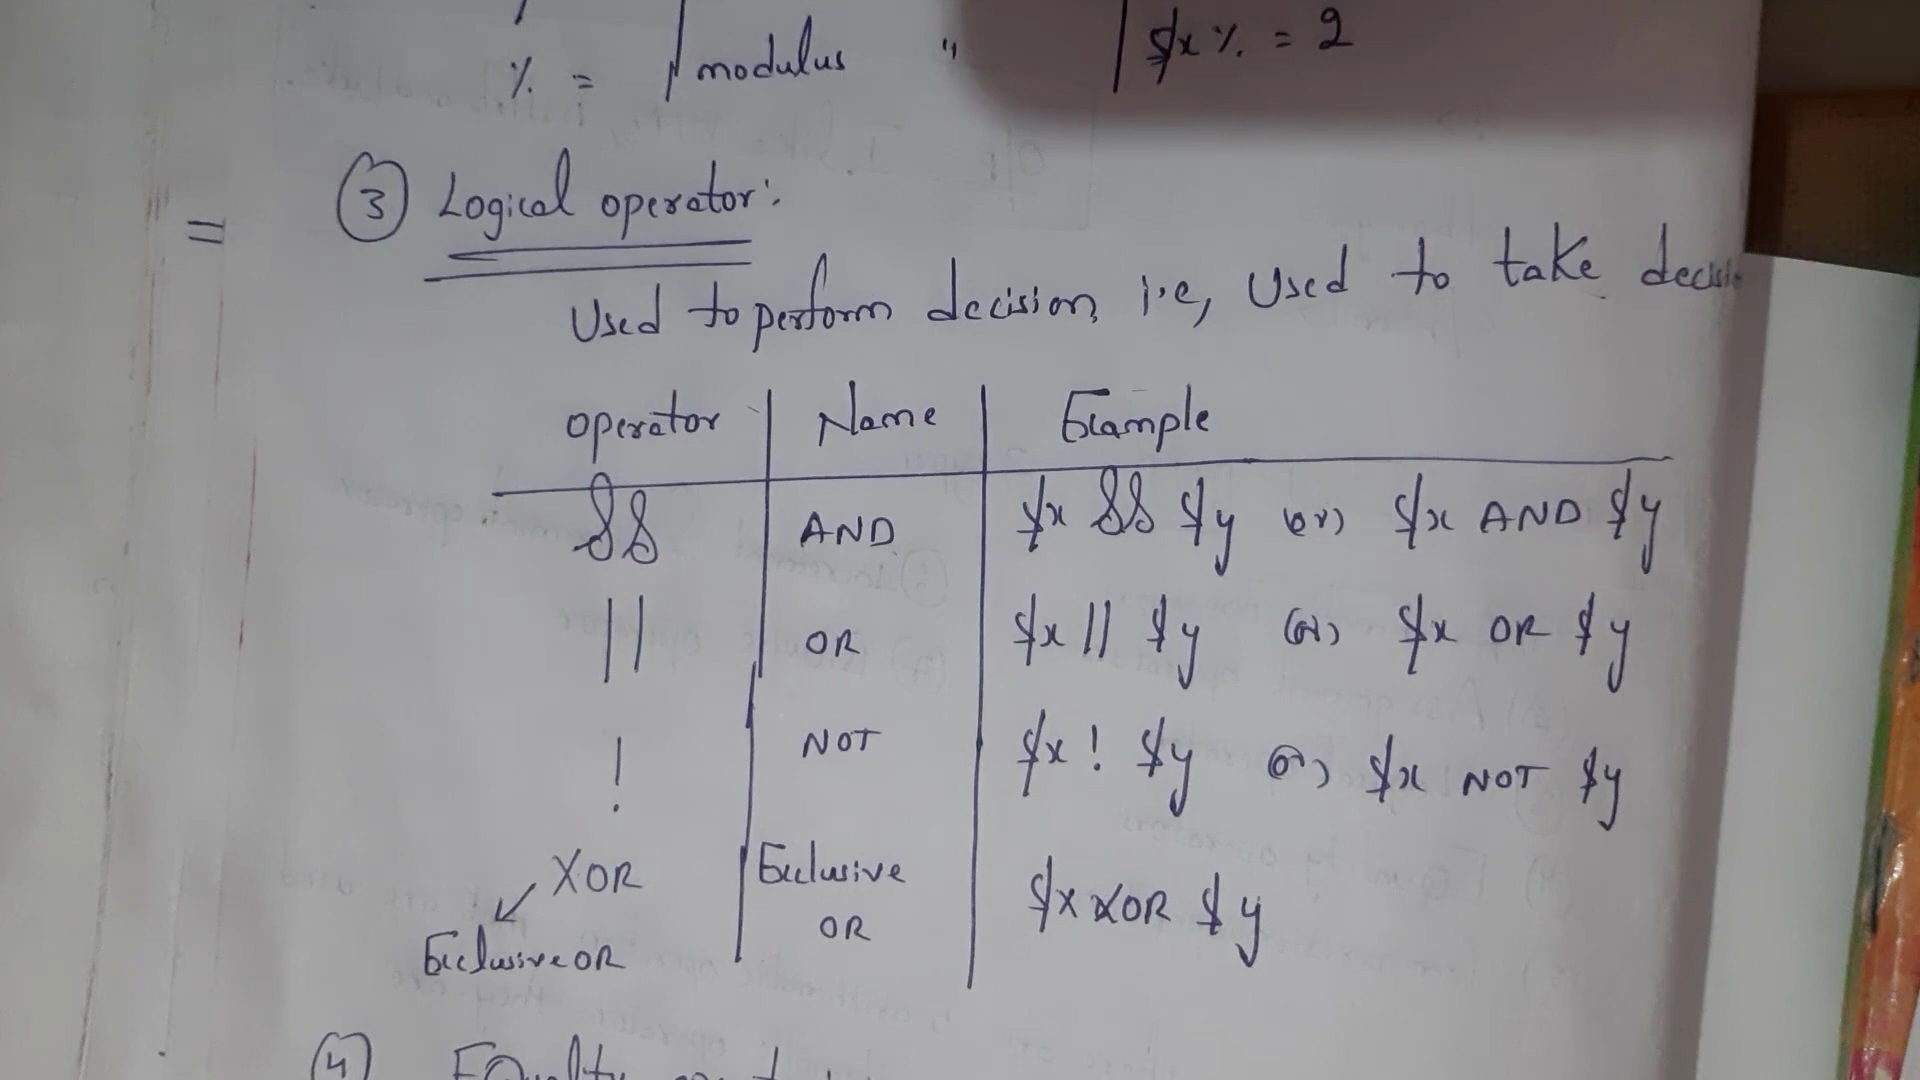 % = | modulus " | $x % = 2
③ Logical operator:
= Used to perform decision, i.e, Used to take
operator | Name | Example
&& | AND | $x && $y (or) $x AND $y
|| | OR | $x || $y (or) $x OR $y
! | NOT | $x ! $y (or) $x NOT $y
XOR | Exclusive OR | $x XOR $y
Exclusive OR
④ Equality